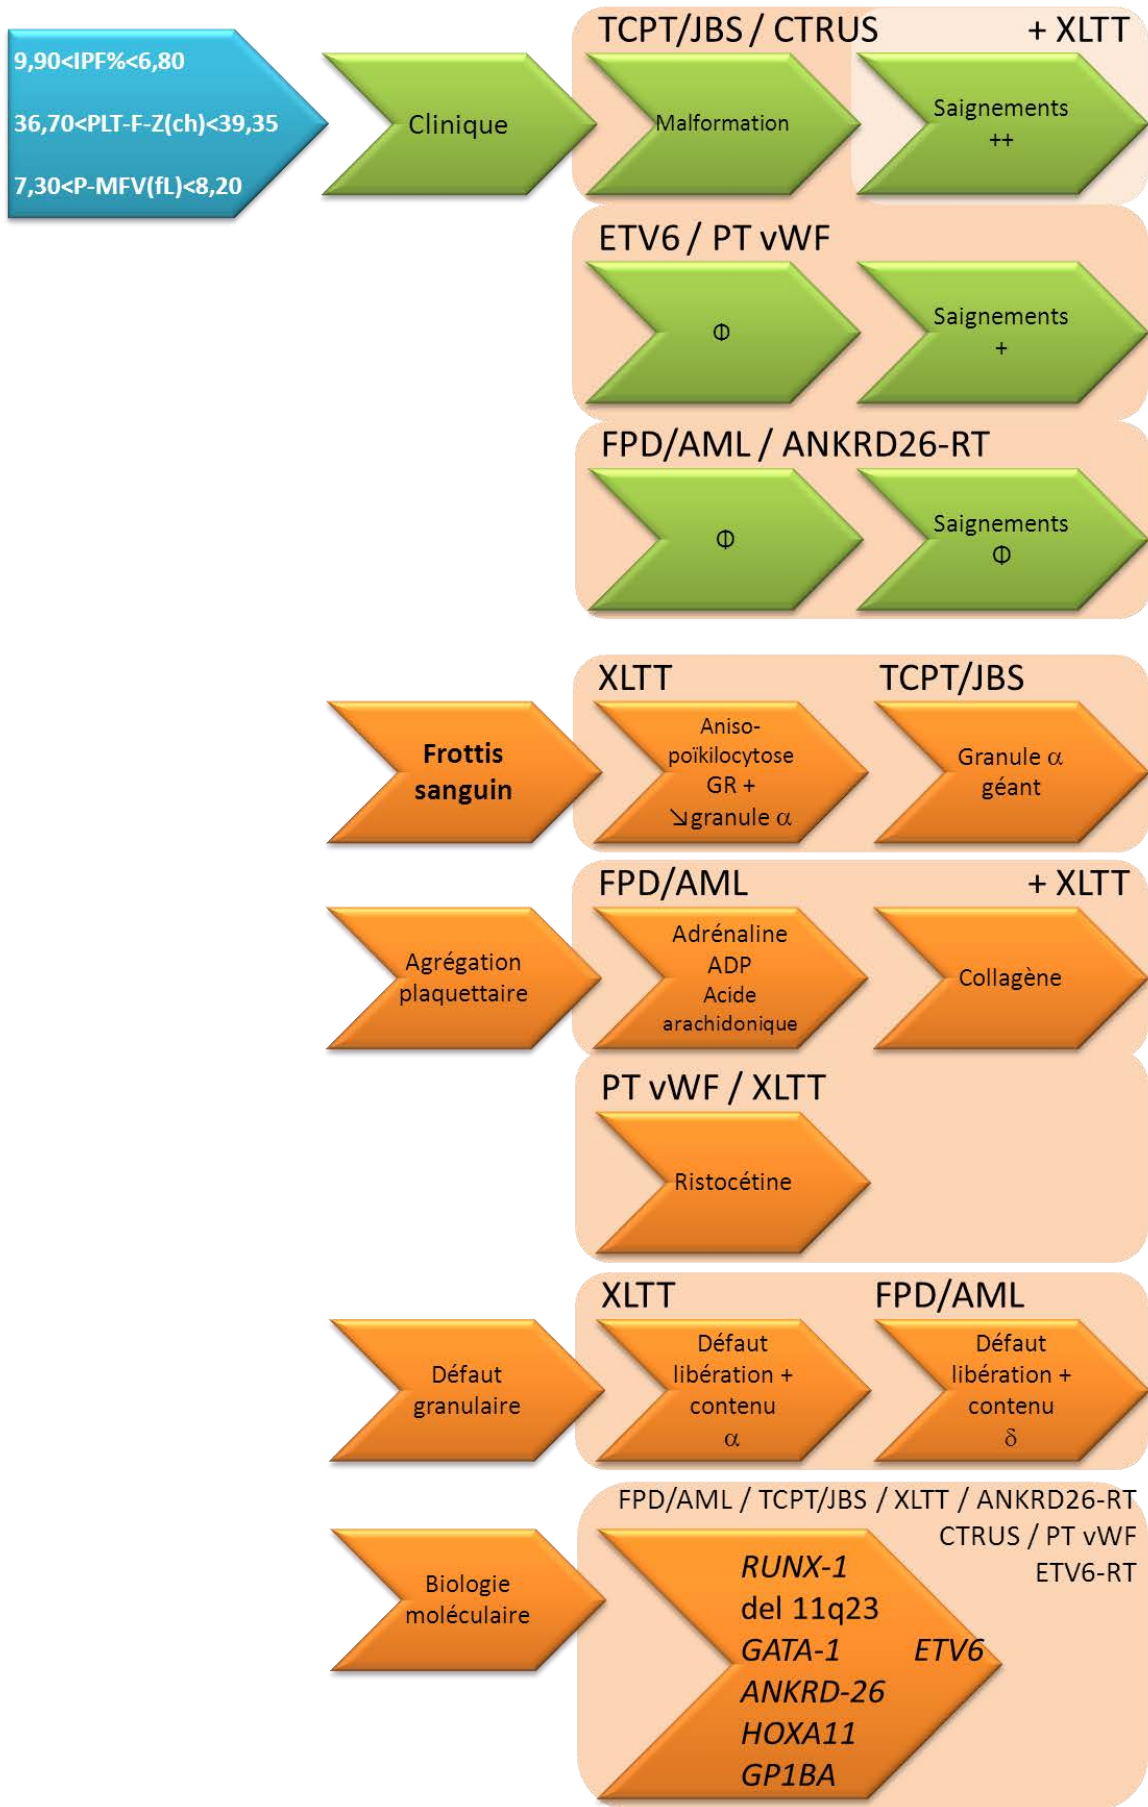 9,90<IPF%<6,80
36,70<PLT-F-Z(ch)<39,35
7,30<P-MFV(fL)<8,20
Clinique
TCPT/JBS / CTRUS
+ XLTT
Malformation
Saignements
++
ETV6 / PT vWF
Φ
Saignements
+
FPD/AML / ANKRD26-RT
Φ
Saignements
Φ
Frottis
sanguin
XLTT
TCPT/JBS
Aniso-
poïkilocytose
GR +
↘granule α
Granule α
géant
Agrégation
plaquettaire
FPD/AML
+ XLTT
Adrénaline
ADP
Acide
arachidonique
Collagène
PT vWF / XLTT
Ristocétine
Défaut
granulaire
XLTT
FPD/AML
Défaut
libération +
contenu
α
Défaut
libération +
contenu
δ
Biologie
moléculaire
FPD/AML / TCPT/JBS / XLTT / ANKRD26-RT
CTRUS / PT vWF
ETV6-RT
RUNX-1
del 11q23
GATA-1 ETV6
ANKRD-26
HOXA11
GP1BA